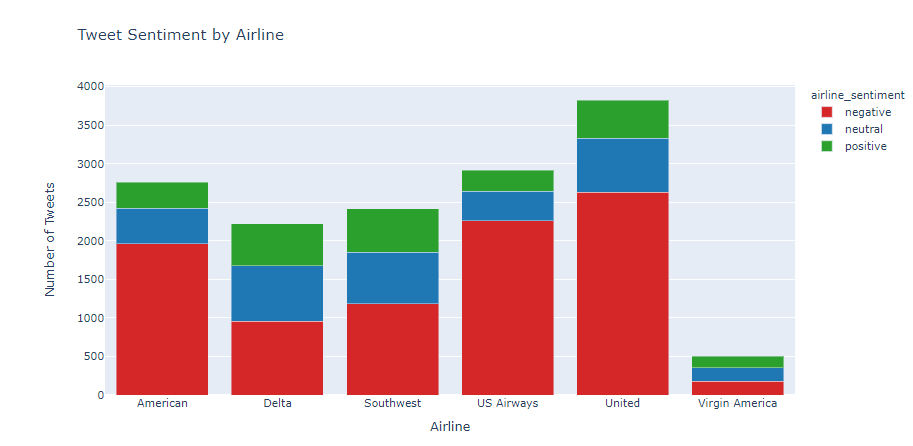 Tweet Sentiment by Airline
airline_sentiment
negative
neutral
positive
Number of Tweets
4000
3500
3000
2500
2000
1500
1000
500
0
American Delta Southwest US Airways United Virgin America
Airline